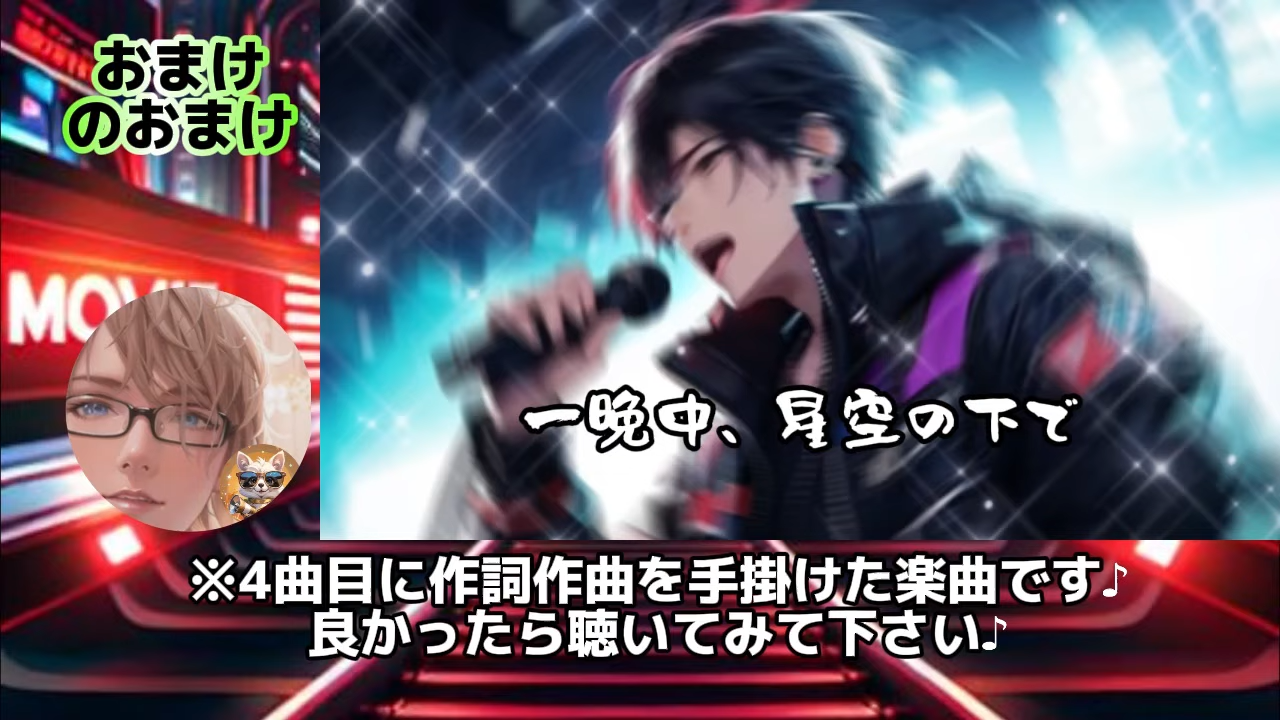 おまけ
のおまけ
一晩中、星空の下で
※4曲目に作詞作曲を手掛けた楽曲です♪
良かったら聴いてみて下さい♪